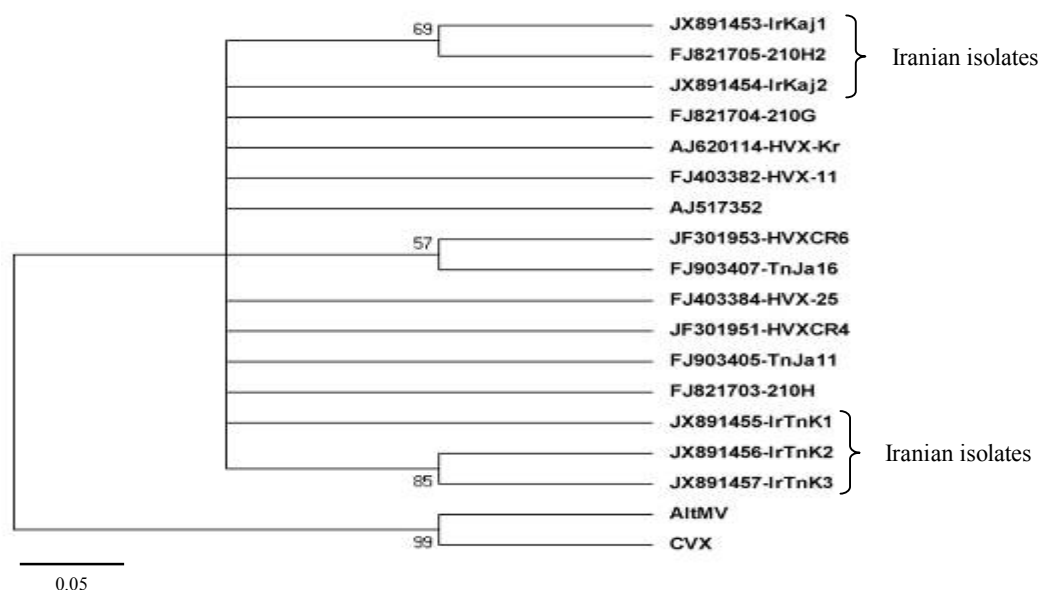 69
JX891453-IrKaj1
FJ821705-210H2
JX891454-IrKaj2
Iranian isolates
FJ821704-210G
AJ620114-HVX-Kr
FJ403382-HVX-11
AJ517352
57
JF301953-HVXCR6
FJ903407-TnJa16
FJ403384-HVX-25
JF301951-HVXCR4
FJ903405-TnJa11
FJ821703-210H
JX891455-IrTnK1
JX891456-IrTnK2
85
JX891457-IrTnK3
Iranian isolates
AltMV
99
CVX
0.05